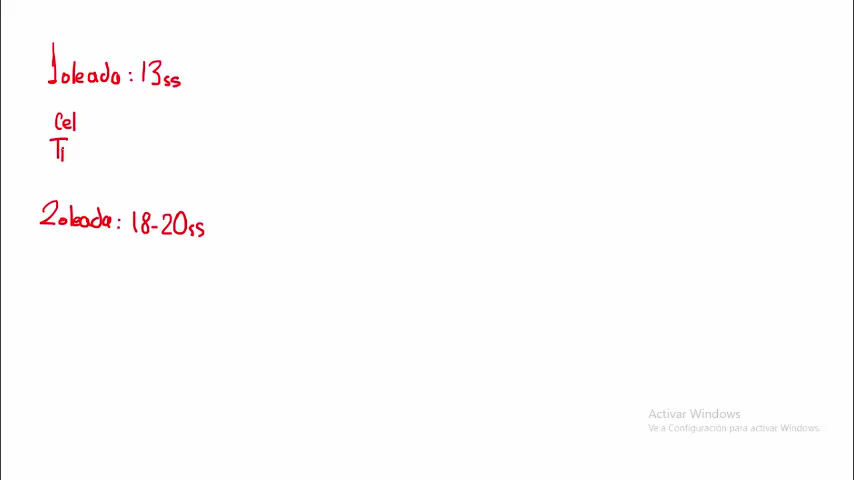 1oleada: 13ss
Cel
Ti
2oleada: 18-20ss
Activar Windows
Ve a Configuración para activar Windows.